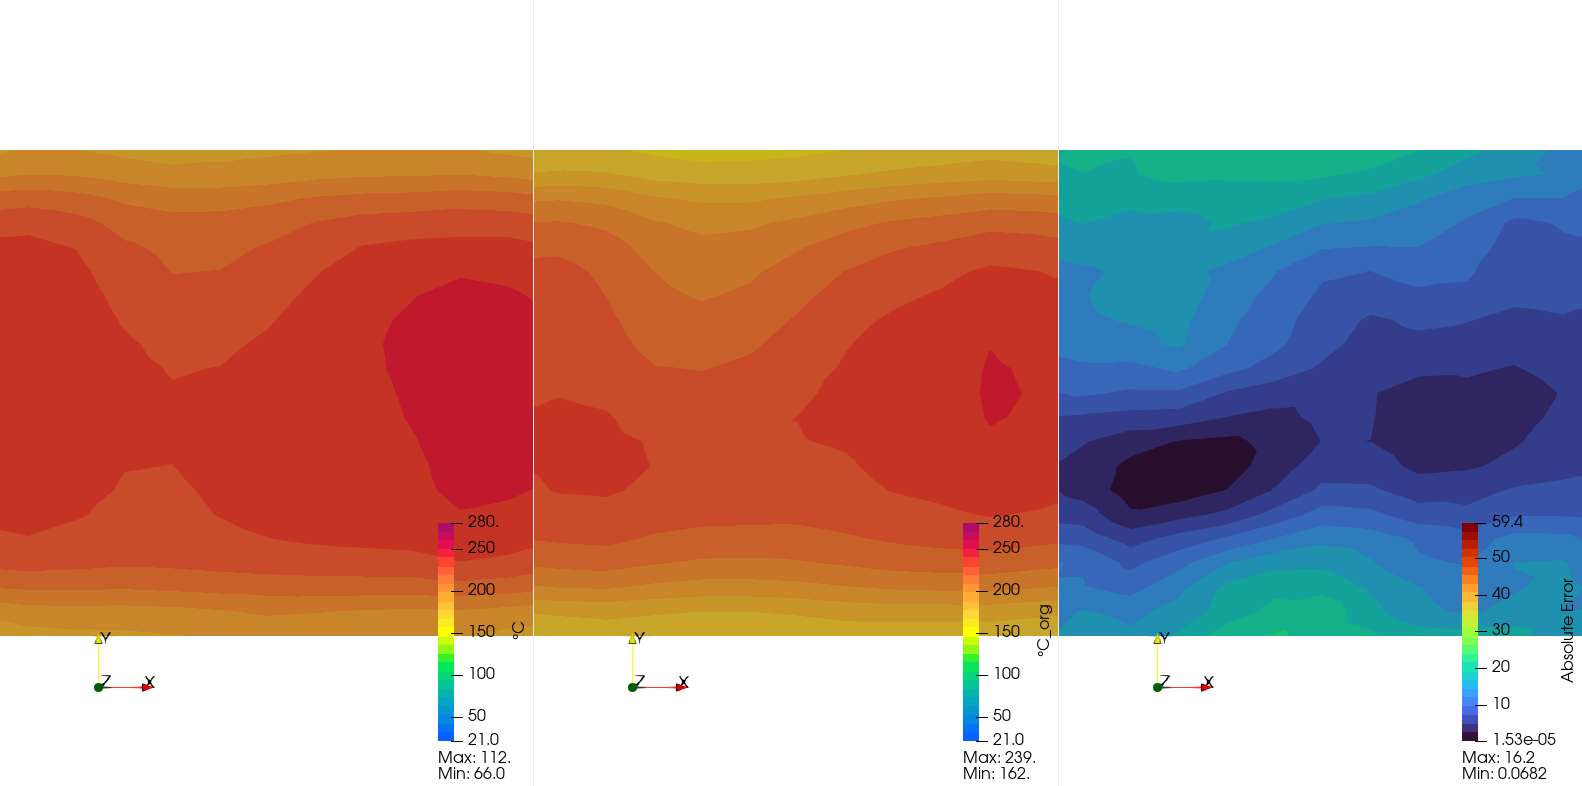 280.
250
200
150
100
50
21.0
°C
Max: 112.
Min: 66.0
Y
Z
X
280.
250
200
150
100
50
21.0
°C_org
Max: 239.
Min: 162.
Y
Z
X
59.4
50
40
30
20
10
1.53e-05
Absolute Error
Max: 16.2
Min: 0.0682
Y
Z
X